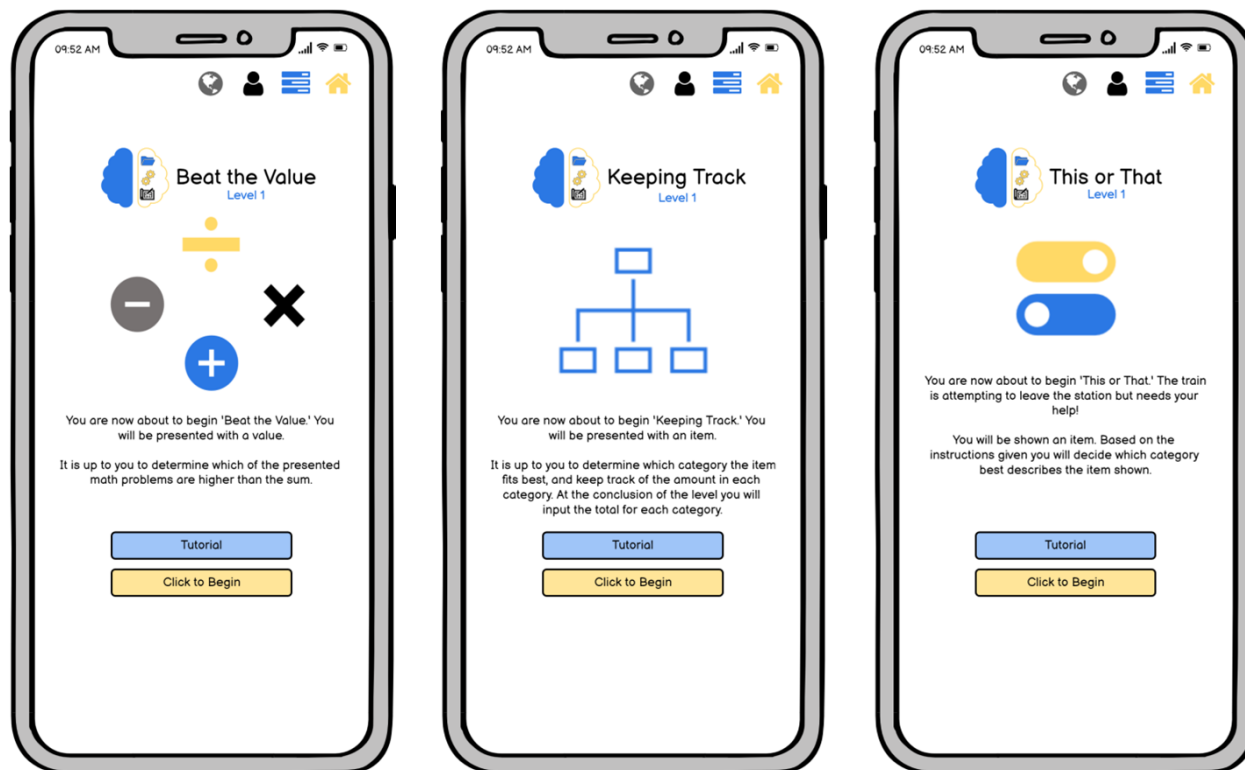 09:52 AM
Beat the Value
Level 1
You are now about to begin 'Beat the Value.' You
will be presented with a value.
It is up to you to determine which of the presented
math problems are higher than the sum.
Tutorial
Click to Begin
09:52 AM
Keeping Track
Level 1
You are now about to begin 'Keeping Track.' You
will be presented with an item.
It is up to you to determine which category the item
fits best, and keep track of the amount in each
category. At the conclusion of the level you will
input the total for each category.
Tutorial
Click to Begin
09:52 AM
This or That
Level 1
You are now about to begin 'This or That.' The train
is attempting to leave the station but needs your
help!
You will be shown an item. Based on the
instructions given you will decide which category
best describes the item shown.
Tutorial
Click to Begin